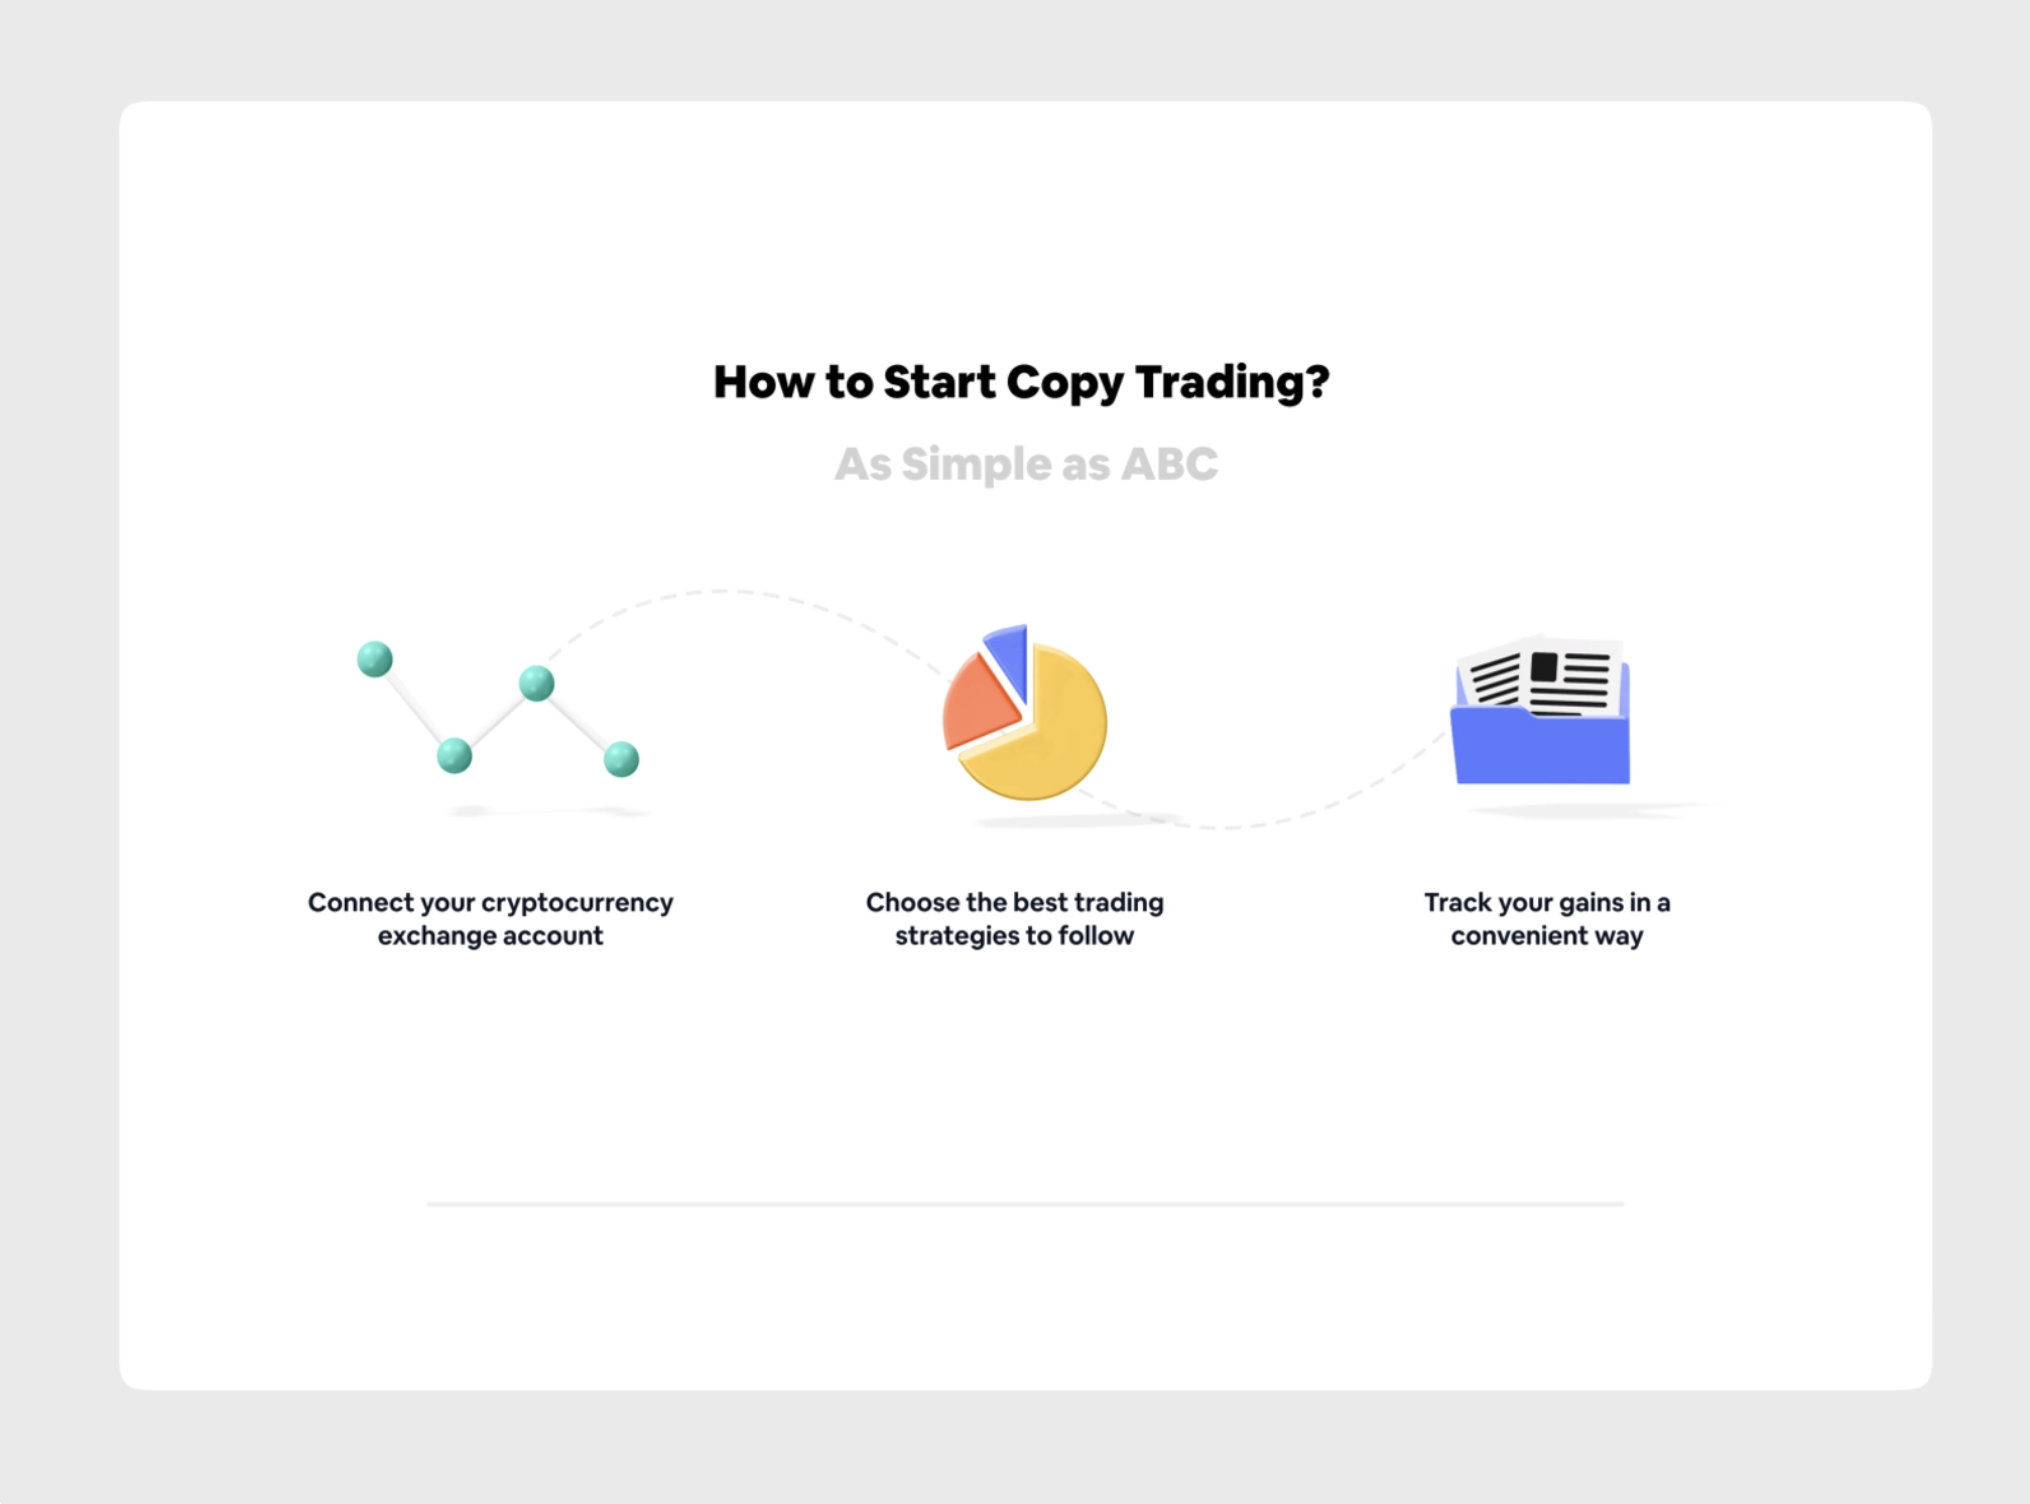 How to Start Copy Trading?
As Simple as ABC
Connect your cryptocurrency
exchange account
Choose the best trading
strategies to follow
Track your gains in a
convenient way